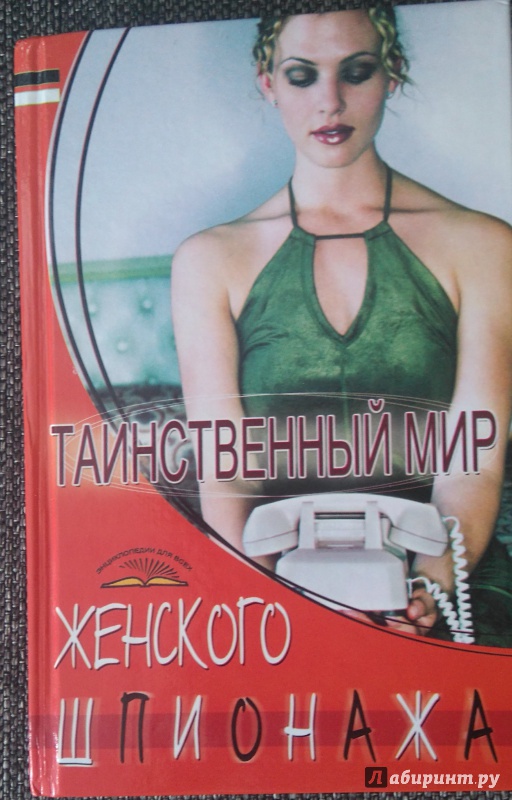 ТАИНСТВЕННЫЙ МИР
ЭНЦИКЛОПЕДИИ ДЛЯ ВСЕХ
ЖЕНСКОГО
ШПИОНАЖА
Лабиринт.ру